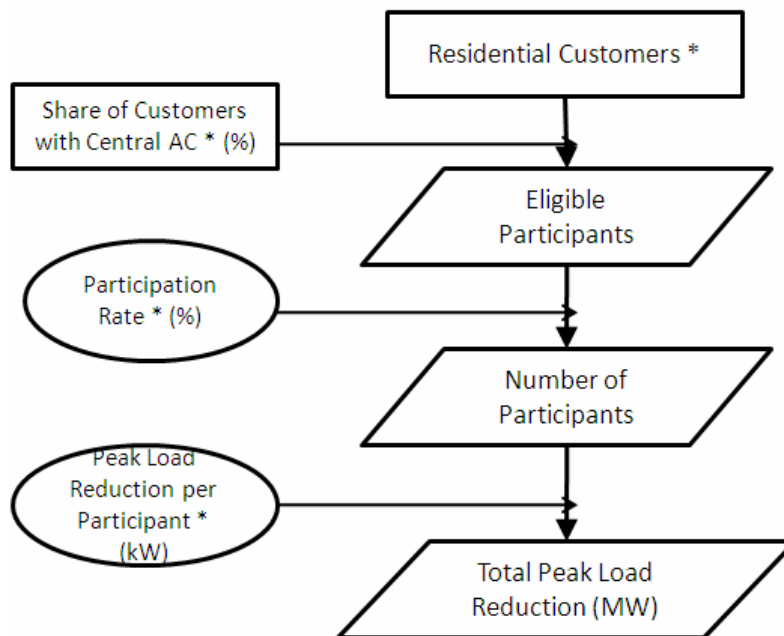 Residential Customers *
Share of Customers
with Central AC * (%)
Eligible
Participants
Participation
Rate * (%)
Number of
Participants
Peak Load
Reduction per
Participant *
(kW)
Total Peak Load
Reduction (MW)